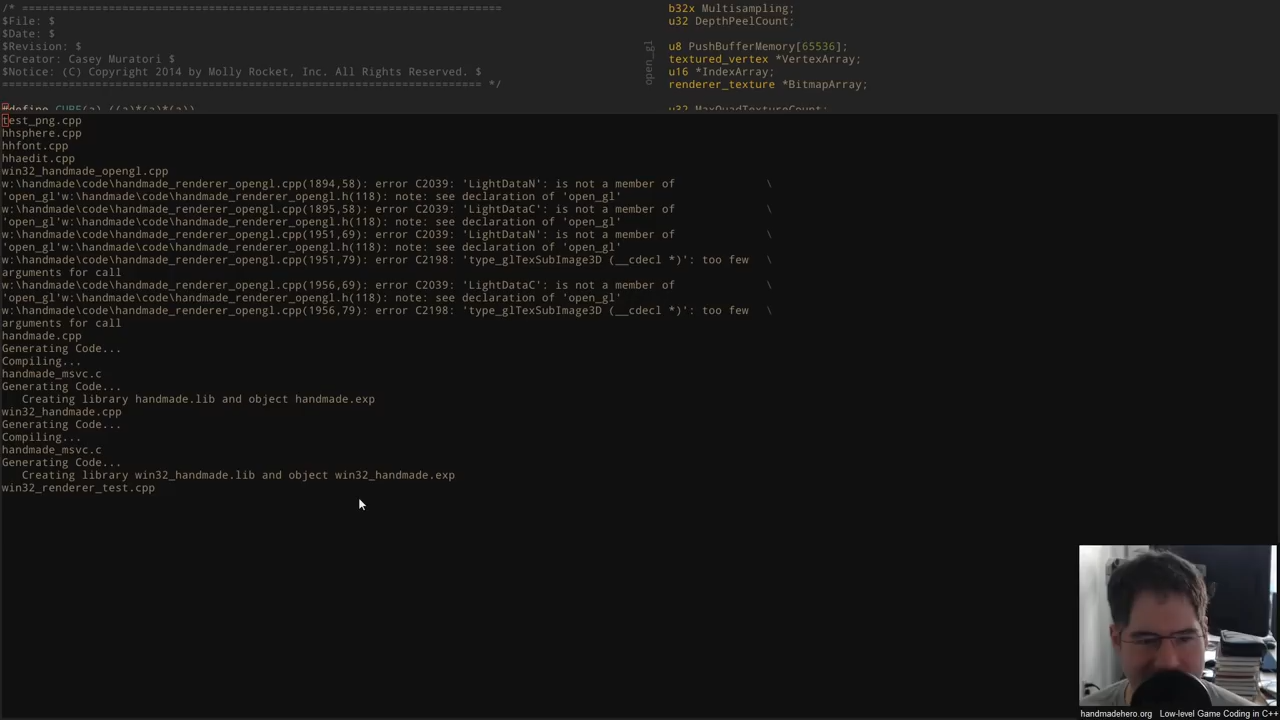 /* =====================================================================
$File: $
$Date: $
$Revision: $
$Creator: Casey Muratori $
$Notice: (C) Copyright 2014 by Molly Rocket, Inc. All Rights Reserved. $
===================================================================== */
#define CUBE(a) ((a)*(a)*(a))
b32x Multisampling;
u32 DepthPeelCount;
u8 PushBufferMemory[65536];
textured_vertex *VertexArray;
u16 *IndexArray;
renderer_texture *BitmapArray;
u32 MaxQuadTextureCount;
open_gl
test_png.cpp
hhsphere.cpp
hhfont.cpp
hhaedit.cpp
win32_handmade_opengl.cpp
w:\handmade\code\handmade_renderer_opengl.cpp(1894,58): error C2039: 'LightDataN': is not a member of \
'open_gl'w:\handmade\code\handmade_renderer_opengl.h(118): note: see declaration of 'open_gl'
w:\handmade\code\handmade_renderer_opengl.cpp(1895,58): error C2039: 'LightDataC': is not a member of \
'open_gl'w:\handmade\code\handmade_renderer_opengl.h(118): note: see declaration of 'open_gl'
w:\handmade\code\handmade_renderer_opengl.cpp(1951,69): error C2039: 'LightDataN': is not a member of \
'open_gl'w:\handmade\code\handmade_renderer_opengl.h(118): note: see declaration of 'open_gl'
w:\handmade\code\handmade_renderer_opengl.cpp(1951,79): error C2198: 'type_glTexSubImage3D (__cdecl *)': too few \
arguments for call
w:\handmade\code\handmade_renderer_opengl.cpp(1956,69): error C2039: 'LightDataC': is not a member of \
'open_gl'w:\handmade\code\handmade_renderer_opengl.h(118): note: see declaration of 'open_gl'
w:\handmade\code\handmade_renderer_opengl.cpp(1956,79): error C2198: 'type_glTexSubImage3D (__cdecl *)': too few \
arguments for call
handmade.cpp
Generating Code...
Compiling...
handmade_msvc.c
Generating Code...
Creating library handmade.lib and object handmade.exp
win32_handmade.cpp
Generating Code...
Compiling...
handmade_msvc.c
Generating Code...
Creating library win32_handmade.lib and object win32_handmade.exp
win32_renderer_test.cpp
handmadehero.org Low-level Game Coding in C++